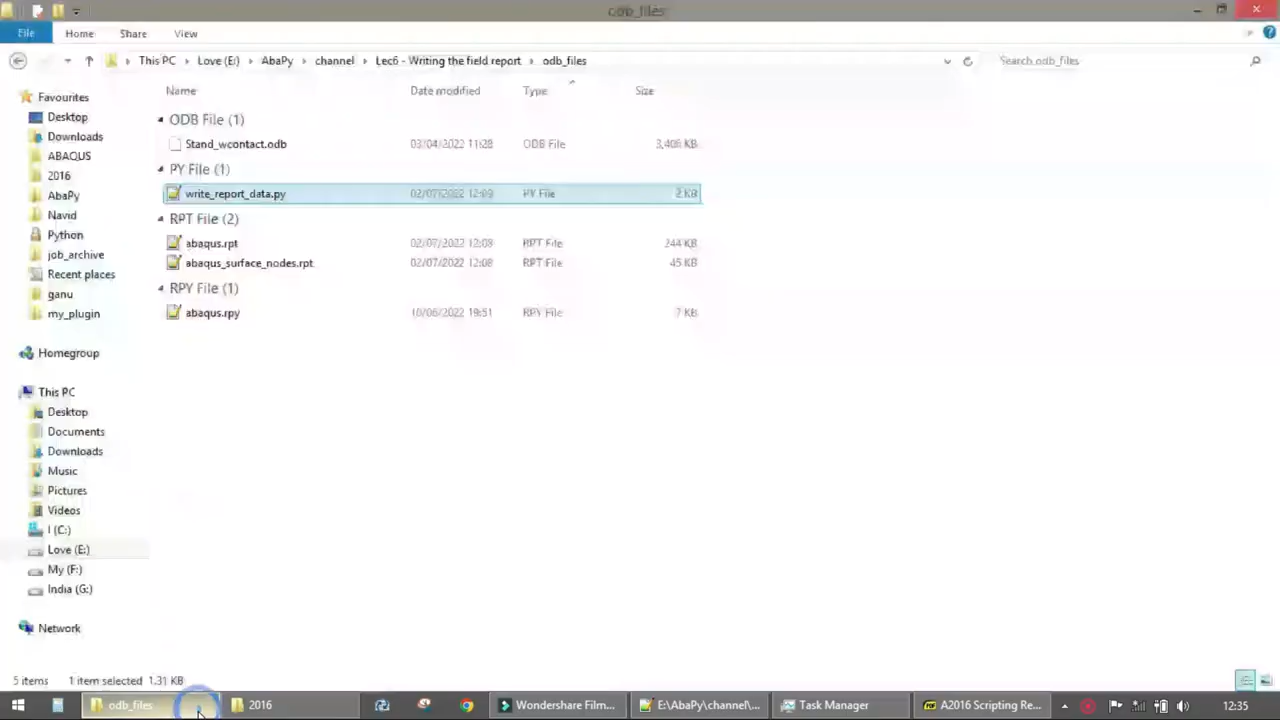 odb_files
File Home Share View
This PC Love (E:) AbaPy channel Lec6 - Writing the field report odb_files Search odb_files
Name Date modified Type Size
Favourites
Desktop
Downloads
ABAQUS
2016
AbaPy
Navid
Python
job_archive
Recent places
ganu
my_plugin
Homegroup
This PC
Desktop
Documents
Downloads
Music
Pictures
Videos
I (C:)
Love (E:)
My (F:)
India (G:)
Network
ODB File (1)
Stand_wcontact.odb 03/04/2022 11:28 ODB File 3,406 KB
PY File (1)
write_report_data.py 02/07/2022 12:09 PY File 2 KB
RPT File (2)
abaqus.rpt 02/07/2022 12:08 RPT File 244 KB
abaqus_surface_nodes.rpt 02/07/2022 12:08 RPT File 45 KB
RPY File (1)
abaqus.rpy 10/06/2022 19:51 RPY File 7 KB
5 items 1 item selected 1.31 KB
odb_files 2016 Wondershare Film... E:\AbaPy\channel\... Task Manager A2016 Scripting Re... 12:35